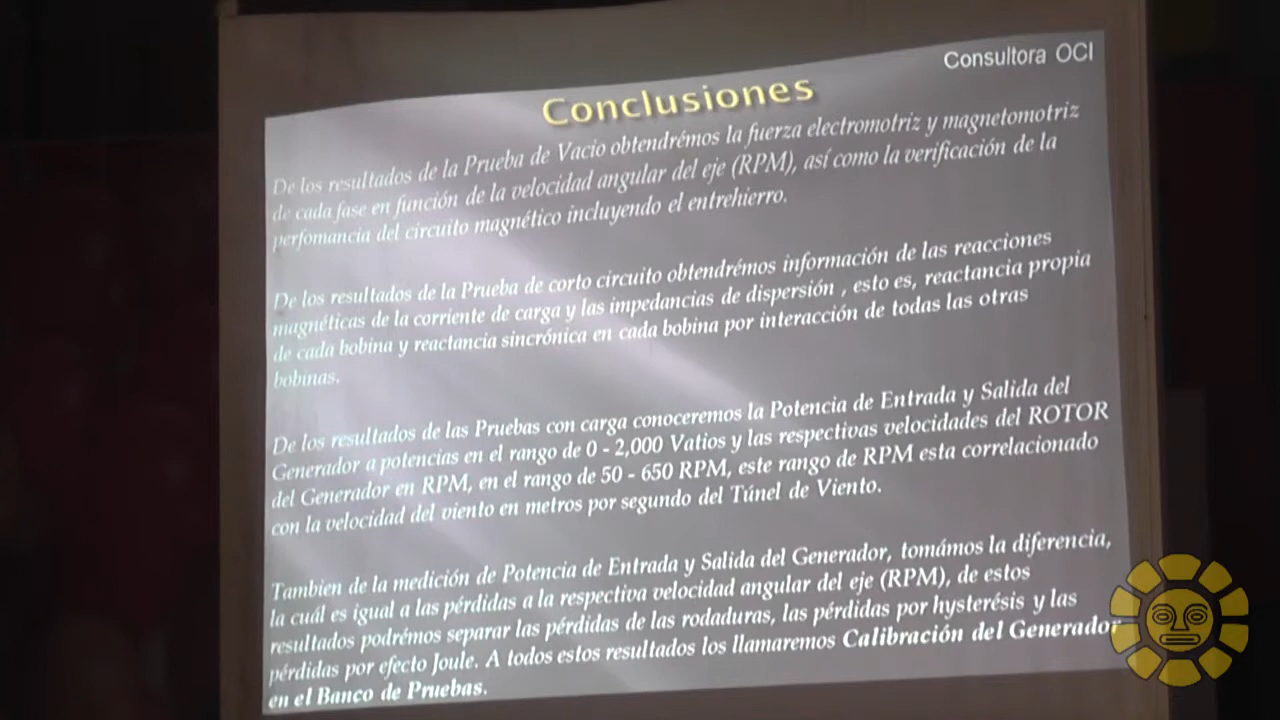 Consultora OCI
Conclusiones
De los resultados de la Prueba de Vacio obtendrémos la fuerza electromotriz y magnetomotriz
de cada fase en función de la velocidad angular del eje (RPM), así como la verificación de la
perfomancia del circuito magnético incluyendo el entrehierro.
De los resultados de la Prueba de corto circuito obtendrémos información de las reacciones
magnéticas de la corriente de carga y las impedancias de dispersión , esto es, reactancia propia
de cada bobina y reactancia sincrónica en cada bobina por interacción de todas las otras
bobinas.
De los resultados de las Pruebas con carga conoceremos la Potencia de Entrada y Salida del
Generador a potencias en el rango de 0 - 2,000 Vatios y las respectivas velocidades del ROTOR
del Generador en RPM, en el rango de 50 - 650 RPM, este rango de RPM esta correlacionado
con la velocidad del viento en metros por segundo del Túnel de Viento.
Tambien de la medición de Potencia de Entrada y Salida del Generador, tomámos la diferencia,
la cuál es igual a las pérdidas a la respectiva velocidad angular del eje (RPM), de estos
resultados podrémos separar las pérdidas de las rodaduras, las pérdidas por hysterésis y las
pérdidas por efecto Joule. A todos estos resultados los llamaremos Calibración del Generador
en el Banco de Pruebas.